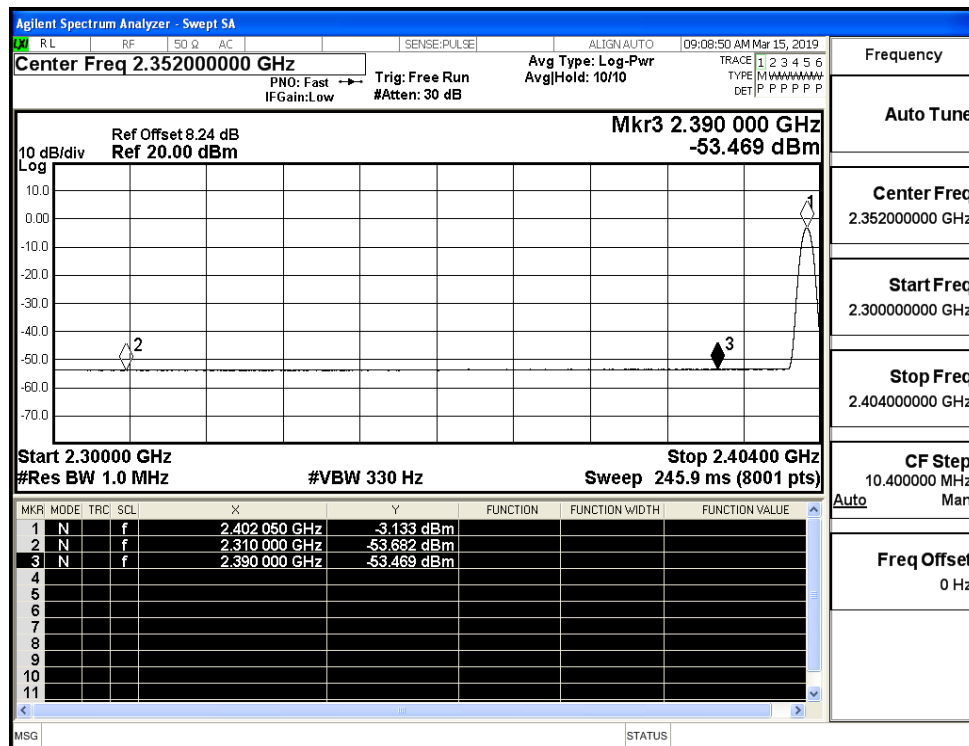 Agilent Spectrum Analyzer - Swept SA
LXI RL RF 50 Ω AC SENSE:PULSE ALIGN AUTO 09:08:50 AM Mar 15, 2019
Center Freq 2.352000000 GHz
PNO: Fast
IFGain:Low
Trig: Free Run
#Atten: 30 dB
Avg Type: Log-Pwr
Avg|Hold: 10/10
TRACE 1 2 3 4 5 6
TYPE M WWWWW
DET P P P P P P
Ref Offset 8.24 dB
10 dB/div Ref 20.00 dBm
Log
Mkr3 2.390 000 GHz
-53.469 dBm
10.0
0.00
-10.0
-20.0
-30.0
-40.0
-50.0
-60.0
-70.0
1
2
3
Start 2.30000 GHz Stop 2.40400 GHz
#Res BW 1.0 MHz #VBW 330 Hz Sweep 245.9 ms (8001 pts)
MKR MODE TRC SCL X Y FUNCTION FUNCTION WIDTH FUNCTION VALUE
1 N f 2.402 050 GHz -3.133 dBm
2 N f 2.310 000 GHz -53.682 dBm
3 N f 2.390 000 GHz -53.469 dBm
4
5
6
7
8
9
10
11
MSG STATUS
Frequency
Auto Tune
Center Freq
2.352000000 GHz
Start Freq
2.300000000 GHz
Stop Freq
2.404000000 GHz
CF Step
10.400000 MHz
Auto Man
Freq Offset
0 Hz